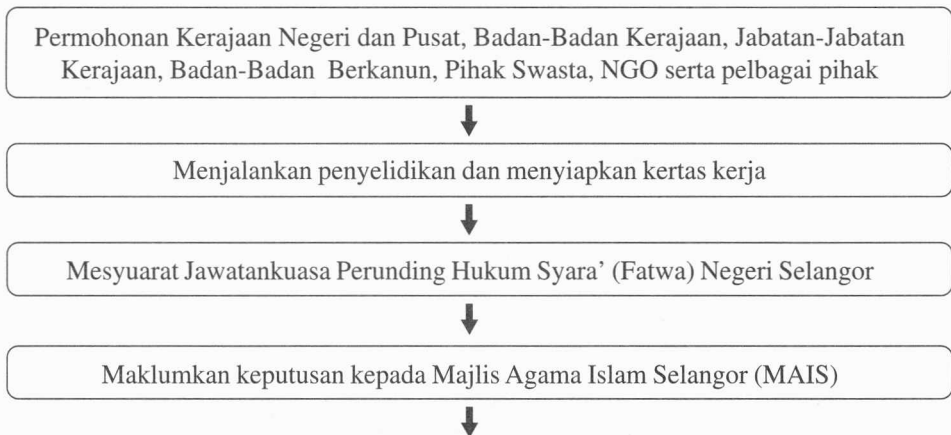 Permohonan Kerajaan Negeri dan Pusat, Badan-Badan Kerajaan, Jabatan-Jabatan
Kerajaan, Badan-Badan Berkanun, Pihak Swasta, NGO serta pelbagai pihak
Menjalankan penyelidikan dan menyiapkan kertas kerja
Mesyuarat Jawatankuasa Perunding Hukum Syara’ (Fatwa) Negeri Selangor
Maklumkan keputusan kepada Majlis Agama Islam Selangor (MAIS)